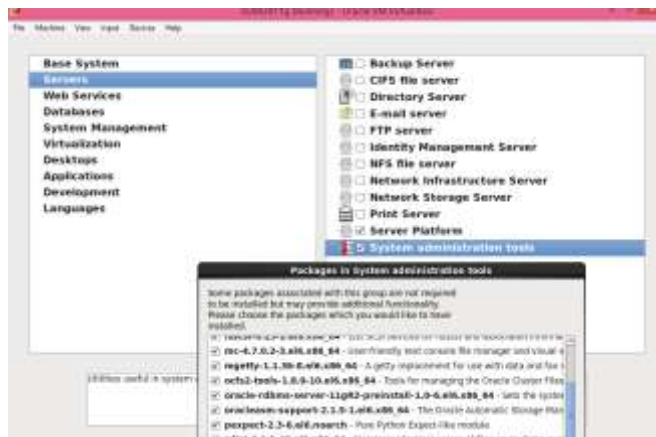 File Machine View Input Devices Help
Base System
Servers
Web Services
Databases
System Management
Virtualization
Desktops
Applications
Development
Languages
Backup Server
CIFS file server
Directory Server
E-mail server
FTP server
Identity Management Server
NFS file server
Network Infrastructure Server
Network Storage Server
Print Server
Server Platform
System administration tools
Packages in System administration tools
Some packages associated with this group are not required
to be installed but may provide additional functionality.
Please choose the packages which you would like to have
installed.
mc-4.7.0.2-3.el6.x86_64 - User-friendly text console file manager and visual
mgetty-1.1.36-8.el6.x86_64 - A getty replacement for use with data and fax
ocfs2-tools-1.8.0-10.el6.x86_64 - Tools for managing the Oracle Cluster Files
oracle-rdbms-server-11gR2-preinstall-1.0-6.el6.x86_64 - Sets the system
oracleasm-support-2.1.5-1.el6.x86_64 - The Oracle Automatic Storage Man
pexpect-2.3-6.el6.noarch - Pure Python Expect-like module
Utilities useful in system